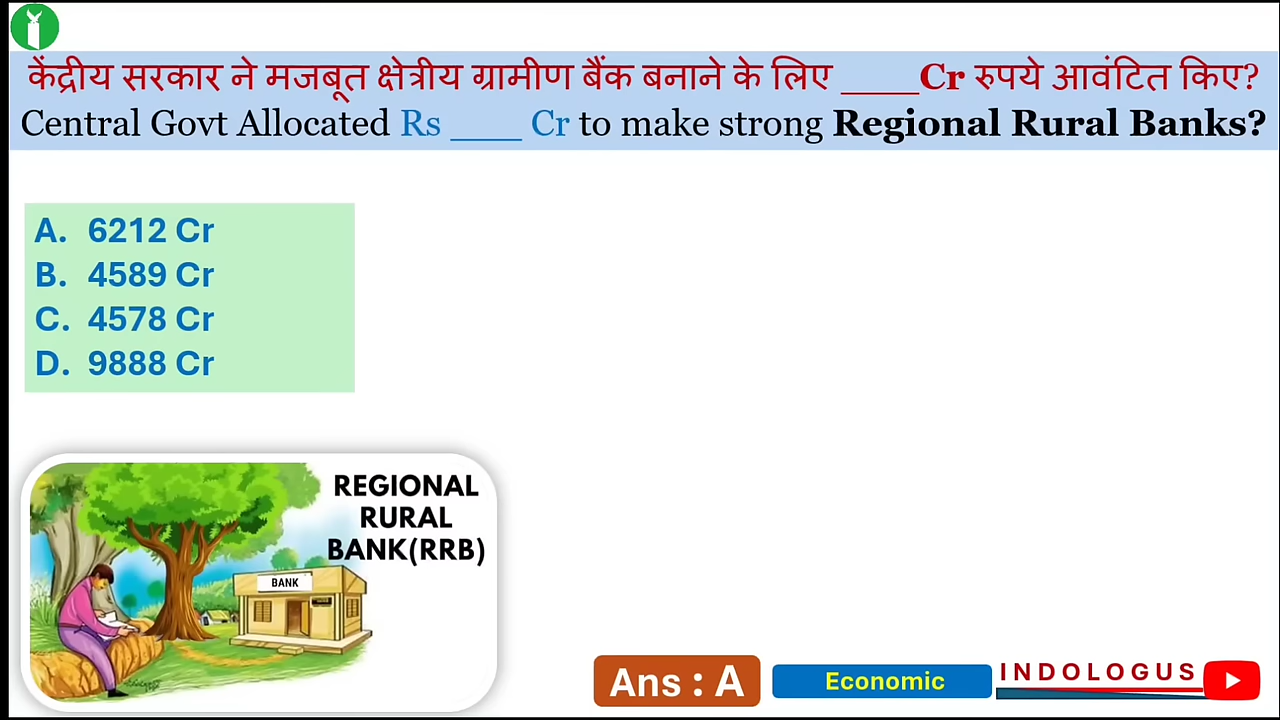 केंद्रीय सरकार ने मजबूत क्षेत्रीय ग्रामीण बैंक बनाने के लिए ____Cr रुपये आवंटित किए?
Central Govt Allocated Rs ____ Cr to make strong Regional Rural Banks?
A. 6212 Cr
B. 4589 Cr
C. 4578 Cr
D. 9888 Cr
REGIONAL
RURAL
BANK(RRB)
BANK
Ans : A
Economic
INDOLOGUS